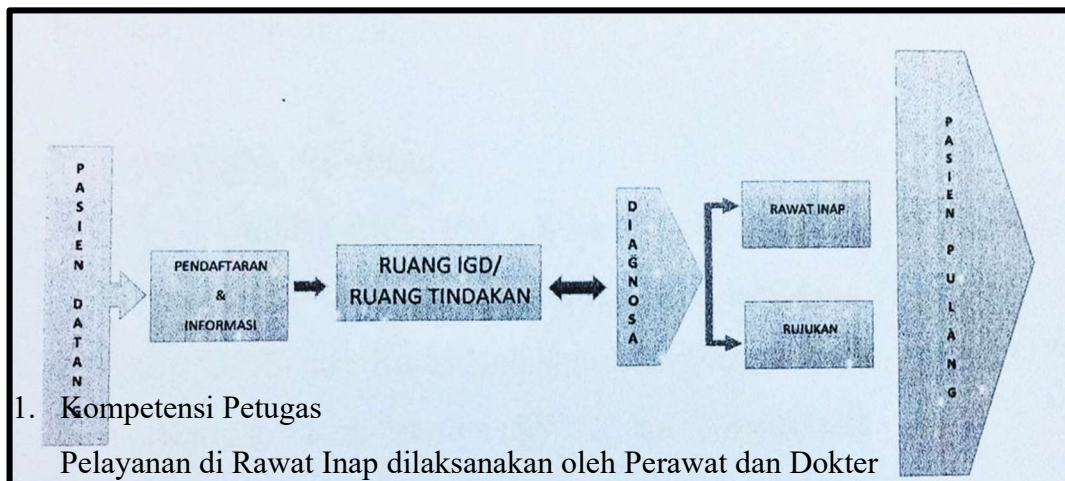 PASIEN DATANG
PENDAFTARAN
&
INFORMASI
RUANG IGD/
RUANG TINDAKAN
DIAGNOSA
RAWAT INAP
RUJUKAN
PASIEN PULANG
1. Kompetensi Petugas
Pelayanan di Rawat Inap dilaksanakan oleh Perawat dan Dokter